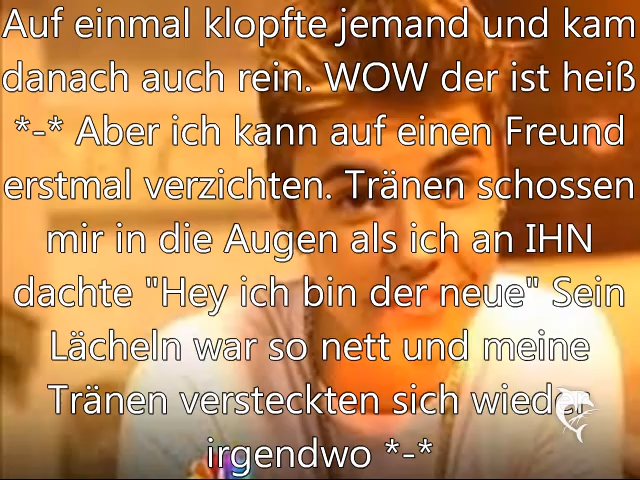 Auf einmal klopfte jemand und kam
danach auch rein. WOW der ist heiß
*-* Aber ich kann auf einen Freund
erstmal verzichten. Tränen schossen
mir in die Augen als ich an IHN
dachte "Hey ich bin der neue" Sein
Lächeln war so nett und meine
Tränen versteckten sich wieder
irgendwo *-*